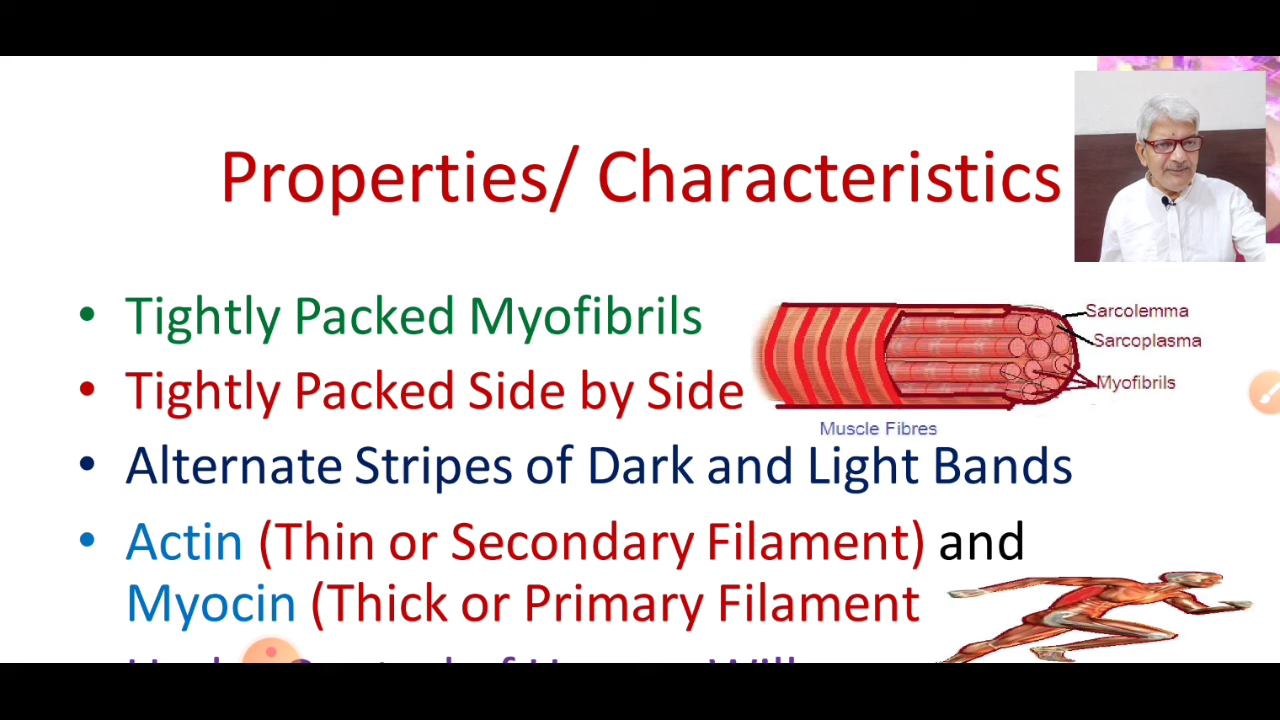 Properties/ Characteristics
• Tightly Packed Myofibrils
• Tightly Packed Side by Side
Sarcolemma
Sarcoplasma
Myofibrils
Muscle Fibres
• Alternate Stripes of Dark and Light Bands
• Actin (Thin or Secondary Filament) and
Myocin (Thick or Primary Filament